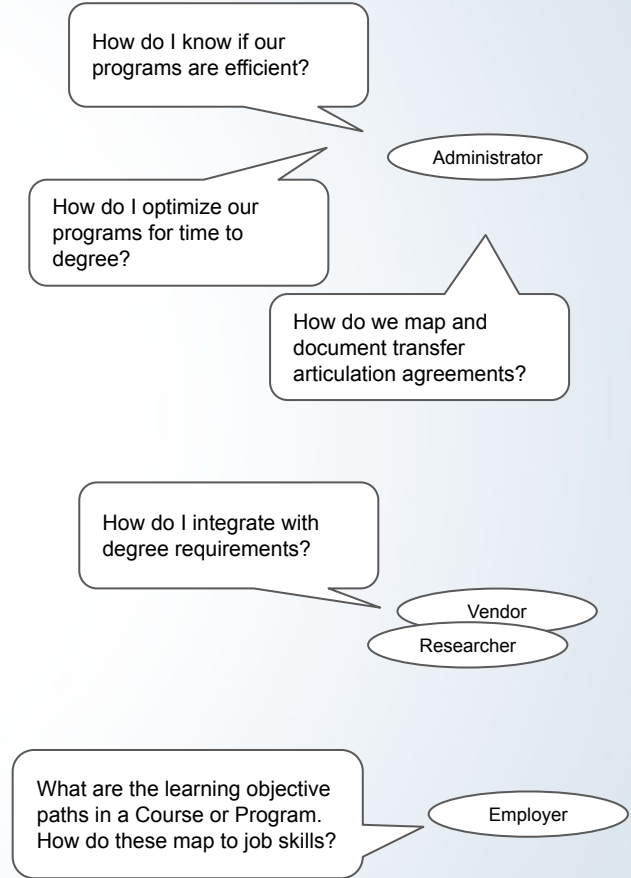 How do I know if our
programs are efficient?
Administrator
How do I optimize our
programs for time to
degree?
How do we map and
document transfer
articulation agreements?
How do I integrate with
degree requirements?
Vendor
Researcher
What are the learning objective
paths in a Course or Program.
How do these map to job skills?
Employer